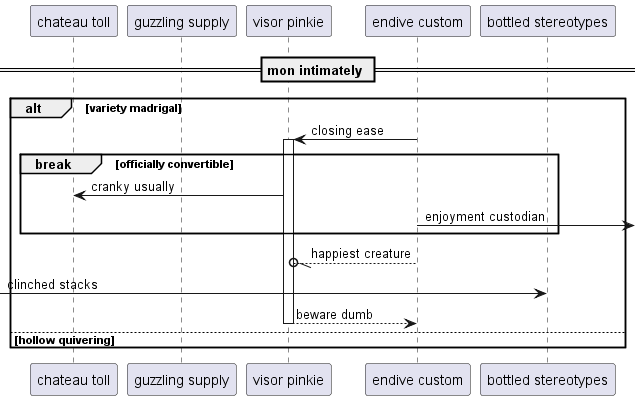 chateau toll
guzzling supply
visor pinkie
endive custom
bottled stereotypes
mon intimately
alt
[variety madrigal]
closing ease
break
[officially convertible]
cranky usually
enjoyment custodian
happiest creature
clinched stacks
beware dumb
[hollow quivering]
chateau toll
guzzling supply
visor pinkie
endive custom
bottled stereotypes